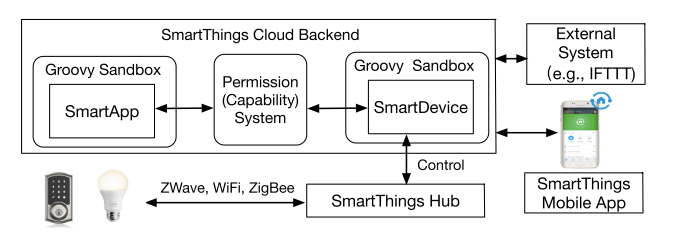 SmartThings Cloud Backend
Groovy Sandbox
SmartApp
Permission
(Capability)
System
Groovy Sandbox
SmartDevice
External
System
(e.g., IFTTT)
Control
ZWave, WiFi, ZigBee
SmartThings Hub
SmartThings
Mobile App